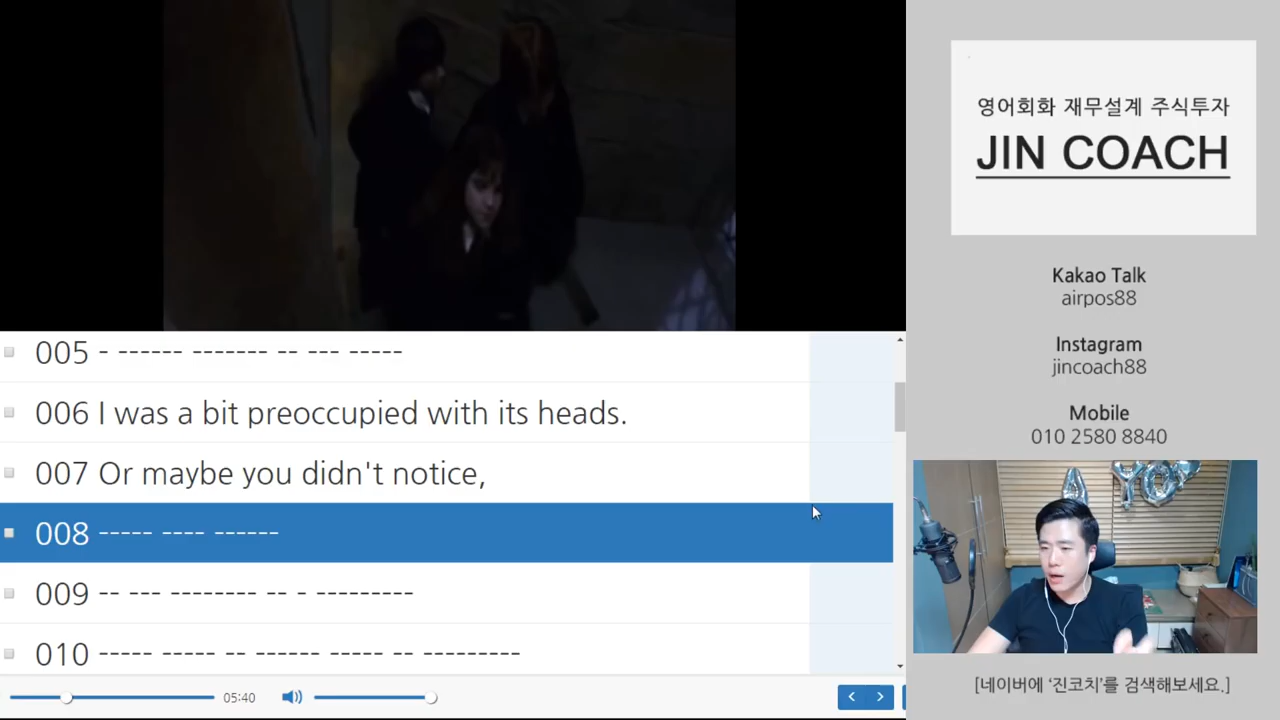 005 - ------ ------- -- --- -----
006 I was a bit preoccupied with its heads.
007 Or maybe you didn't notice,
008 ----- ---- ------
009 -- --- -------- -- - ---------
010 ----- ----- -- ------ ----- -- ---------
05:40
영어회화 재무설계 주식투자
JIN COACH
Kakao Talk
airpos88
Instagram
jincoach88
Mobile
010 2580 8840
A YO
[네이버에 '진코치'를 검색해보세요.]